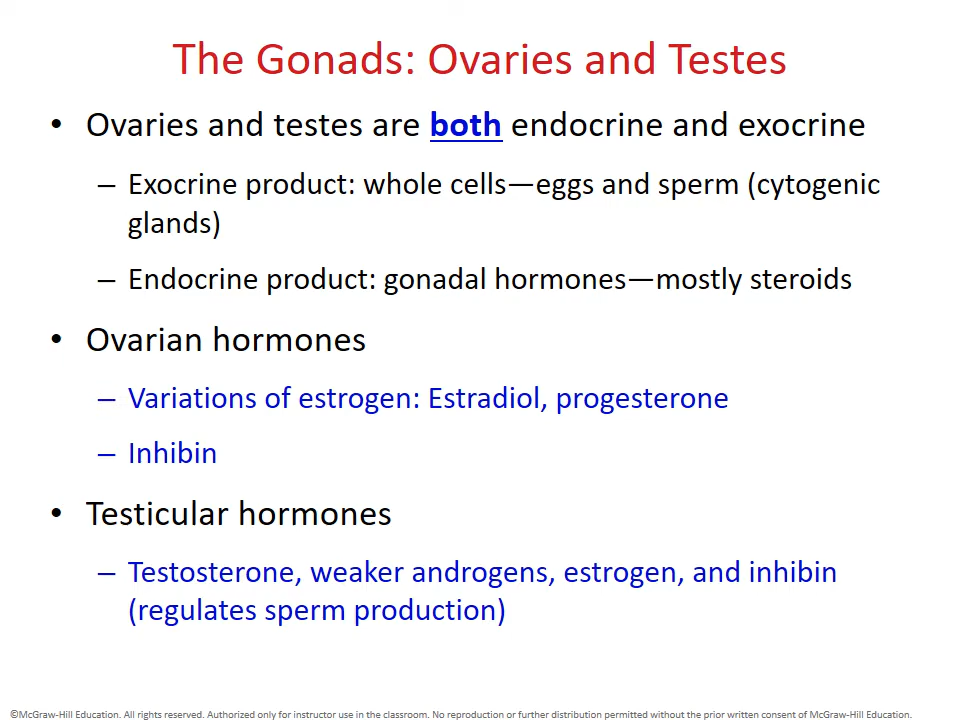 The Gonads: Ovaries and Testes
• Ovaries and testes are both endocrine and exocrine
– Exocrine product: whole cells—eggs and sperm (cytogenic
glands)
– Endocrine product: gonadal hormones—mostly steroids
• Ovarian hormones
– Variations of estrogen: Estradiol, progesterone
– Inhibin
• Testicular hormones
– Testosterone, weaker androgens, estrogen, and inhibin
(regulates sperm production)
©McGraw-Hill Education. All rights reserved. Authorized only for instructor use in the classroom. No reproduction or further distribution permitted without the prior written consent of McGraw-Hill Education.